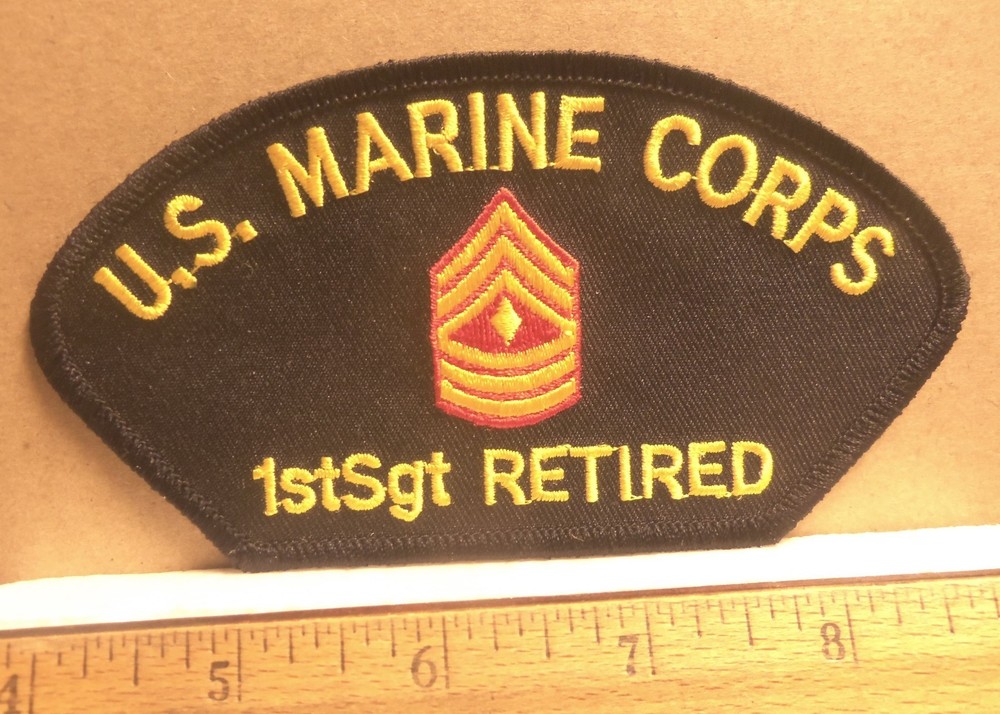 U.S. MARINE CORPS
1stSgt RETIRED
4 5 6 7 8